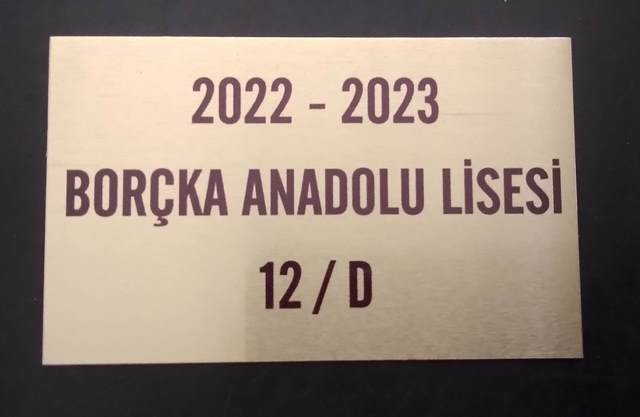 2022 - 2023
BORÇKA ANADOLU LİSESİ
12 / D